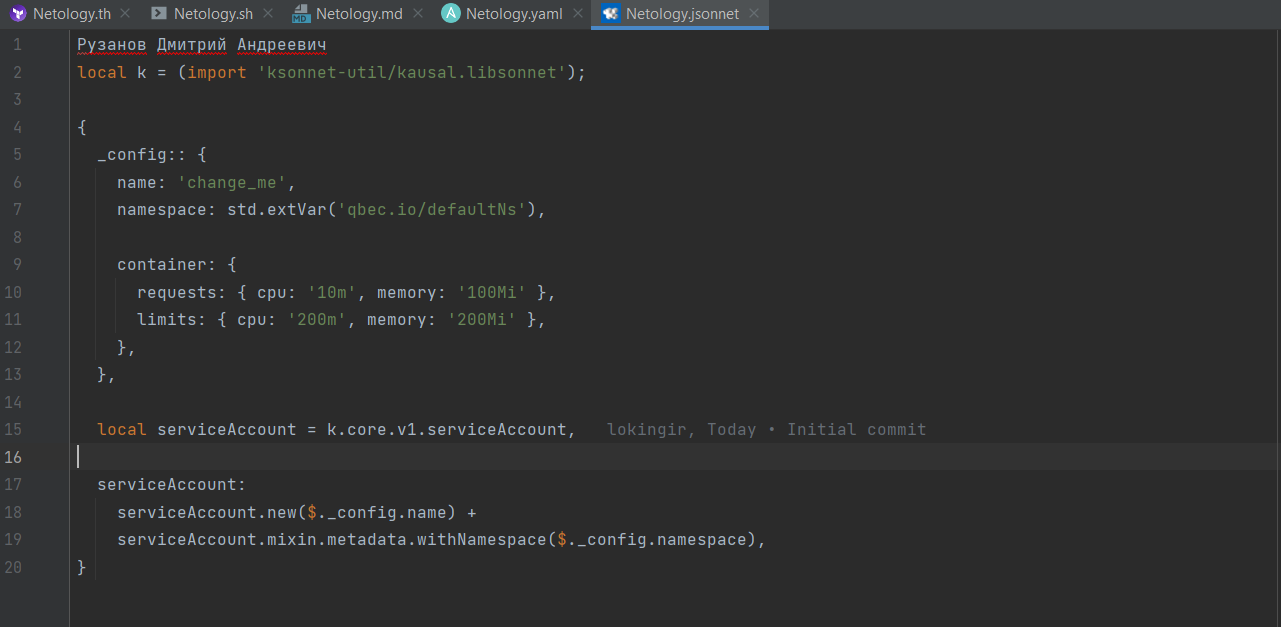 Netology.th Netology.sh Netology.md Netology.yaml Netology.jsonnet
1 Рузанов Дмитрий Андреевич
2 local k = (import 'ksonnet-util/kausal.libsonnet');
3
4 {
5   _config:: {
6     name: 'change_me',
7     namespace: std.extVar('qbec.io/defaultNs'),
8
9     container: {
10       requests: { cpu: '10m', memory: '100Mi' },
11       limits: { cpu: '200m', memory: '200Mi' },
12     },
13   },
14
15   local serviceAccount = k.core.v1.serviceAccount,   lokingir, Today • Initial commit
16
17   serviceAccount:
18     serviceAccount.new($._config.name) +
19     serviceAccount.mixin.metadata.withNamespace($._config.namespace),
20 }